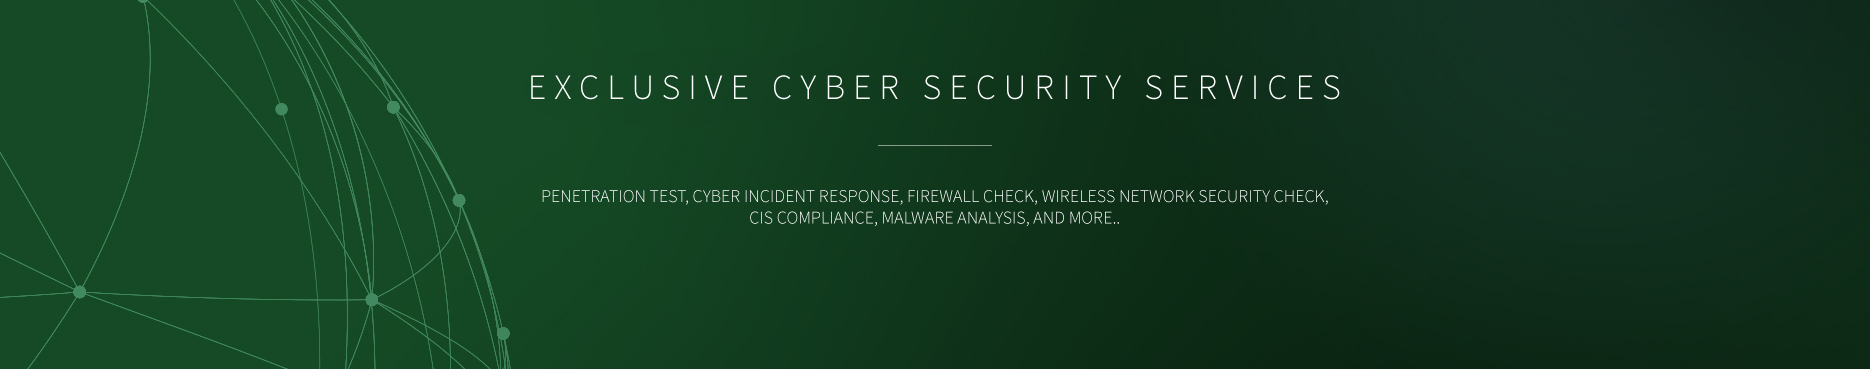 EXCLUSIVE CYBER SECURITY SERVICES
PENETRATION TEST, CYBER INCIDENT RESPONSE, FIREWALL CHECK, WIRELESS NETWORK SECURITY CHECK,
CIS COMPLIANCE, MALWARE ANALYSIS, AND MORE..